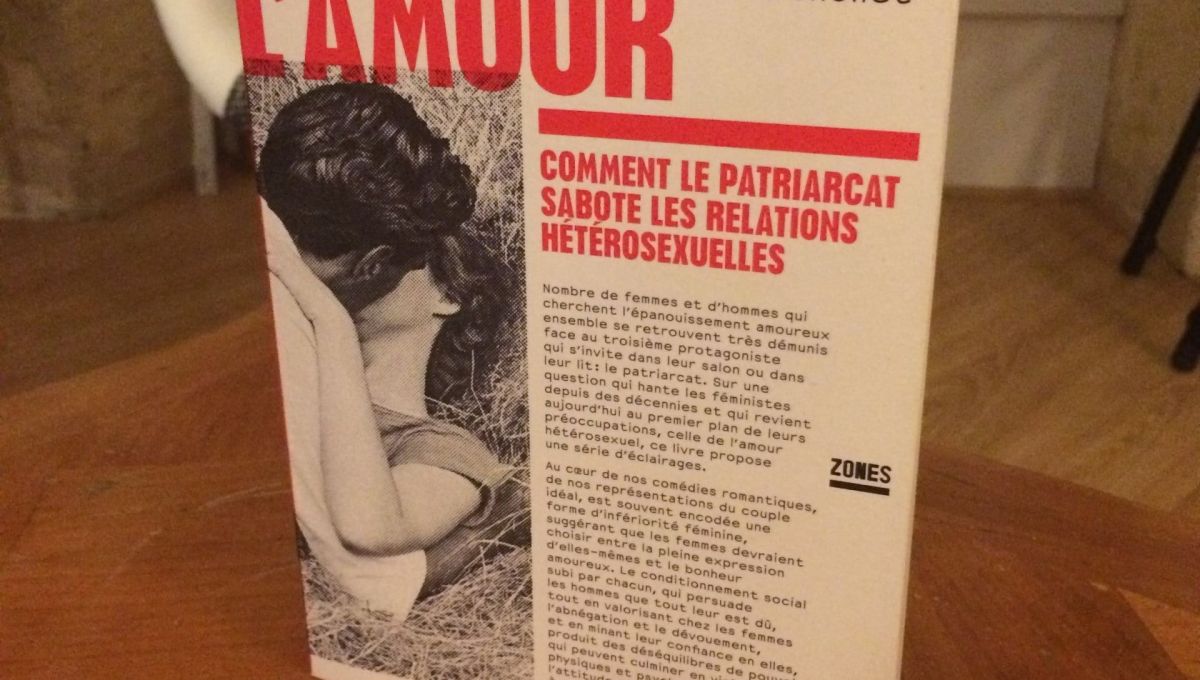 L'AMOUR
COMMENT LE PATRIARCAT
SABOTE LES RELATIONS
HÉTÉROSEXUELLES
Nombre de femmes et d'hommes qui
cherchent l'épanouissement amoureux
ensemble se retrouvent très démunis
face au troisième protagoniste
qui s'invite dans leur salon ou dans
leur lit : le patriarcat. Sur une
question qui hante les féministes
depuis des décennies et qui revient
aujourd'hui au premier plan de leurs
préoccupations, celle de l'amour
hétérosexuel, ce livre propose
une série d'éclairages.
ZONES
Au cœur de nos comédies romantiques,
de nos représentations du couple
idéal, est souvent encodée une
forme d'infériorité féminine,
suggérant que les femmes devraient
choisir entre la pleine expression
d'elles-mêmes et le bonheur
amoureux. Le conditionnement social
subi par chacun, qui persuade
les hommes que tout leur est dû,
tout en valorisant chez les femmes
l'abnégation et le dévouement,
et en minant leur confiance en elles,
produit des déséquilibres de
qui peuvent culminer en
physiques et